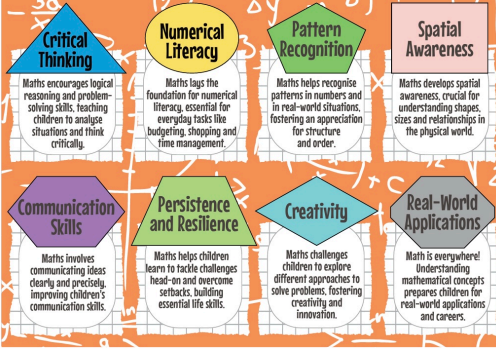 Critical
Thinking
Maths encourages logical
reasoning and problem-
solving skills, teaching
children to analyse
situations and think
critically.
Numerical
Literacy
Maths lays the
foundation for numerical
literacy, essential for
everyday tasks like
budgeting, shopping and
time management.
Pattern
Recognition
Maths helps recognise
patterns in numbers and
in real-world situations,
fostering an appreciation
for structure
and order.
Spatial
Awareness
Maths develops spatial
awareness, crucial for
understanding shapes,
sizes and relationships in
the physical world.
Communication
Skills
Maths involves
communicating ideas
clearly and precisely,
improving children's
communication skills.
Persistence
and Resilience
Maths helps children
learn to tackle challenges
head-on and overcome
setbacks, building
essential life skills.
Creativity
Maths challenges
children to explore
different approaches to
solve problems, fostering
creativity and
innovation.
Real-World
Applications
Math is everywhere!
Understanding
mathematical concepts
prepares children for
real-world applications
and careers.